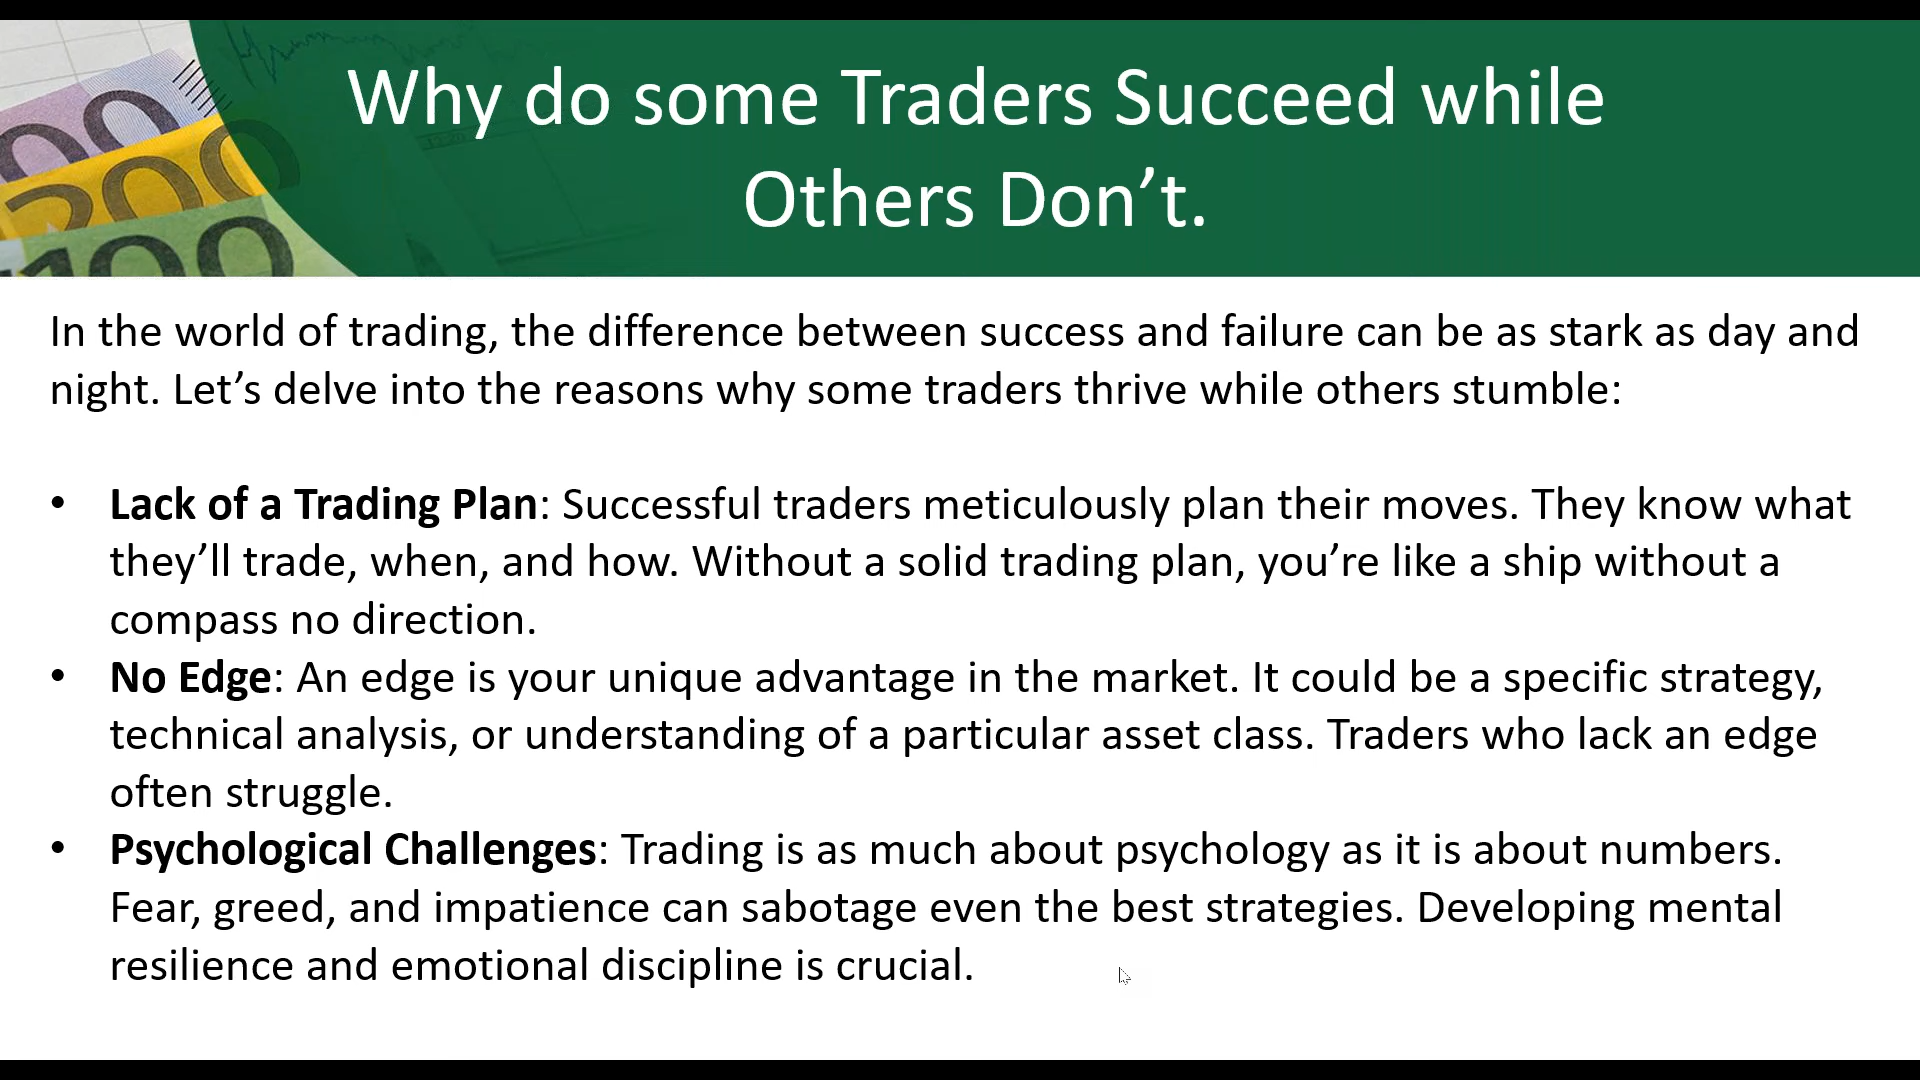 Why do some Traders Succeed while
Others Don’t.
In the world of trading, the difference between success and failure can be as stark as day and
night. Let’s delve into the reasons why some traders thrive while others stumble:
• Lack of a Trading Plan: Successful traders meticulously plan their moves. They know what
they’ll trade, when, and how. Without a solid trading plan, you’re like a ship without a
compass no direction.
• No Edge: An edge is your unique advantage in the market. It could be a specific strategy,
technical analysis, or understanding of a particular asset class. Traders who lack an edge
often struggle.
• Psychological Challenges: Trading is as much about psychology as it is about numbers.
Fear, greed, and impatience can sabotage even the best strategies. Developing mental
resilience and emotional discipline is crucial.
00
200
100